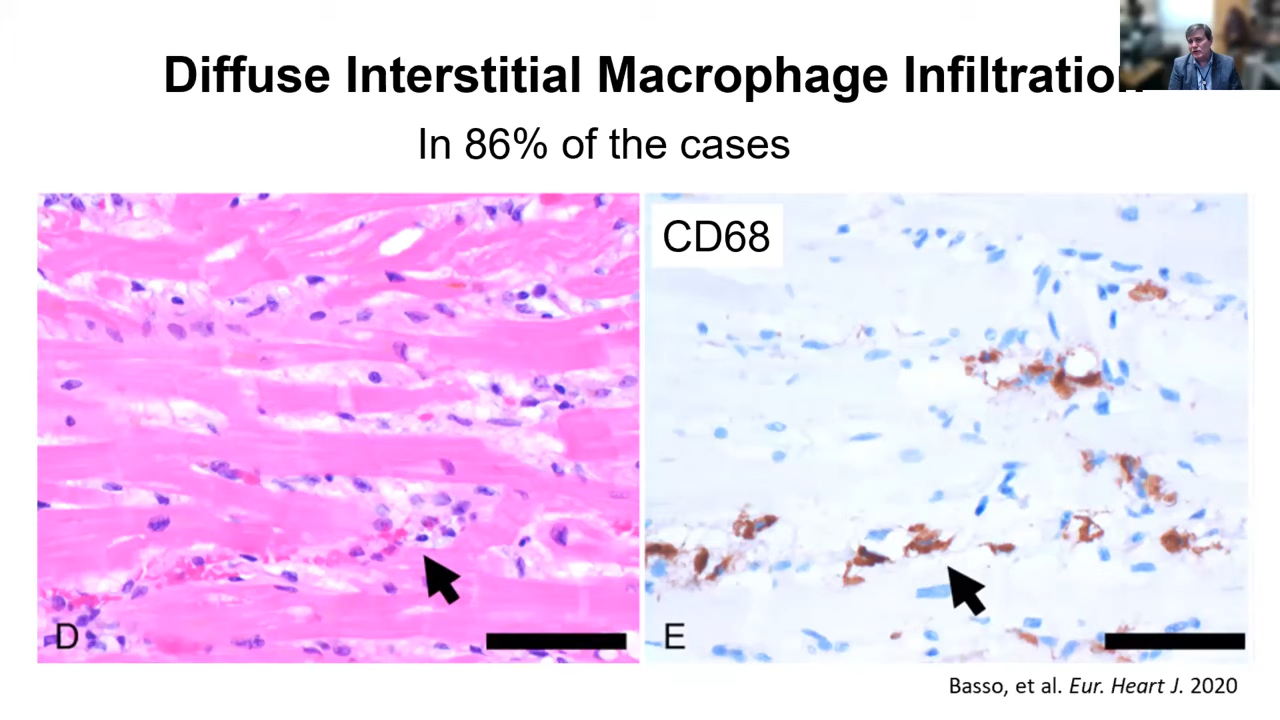 Diffuse Interstitial Macrophage Infiltration
In 86% of the cases
CD68
D
E
Basso, et al. Eur. Heart J. 2020